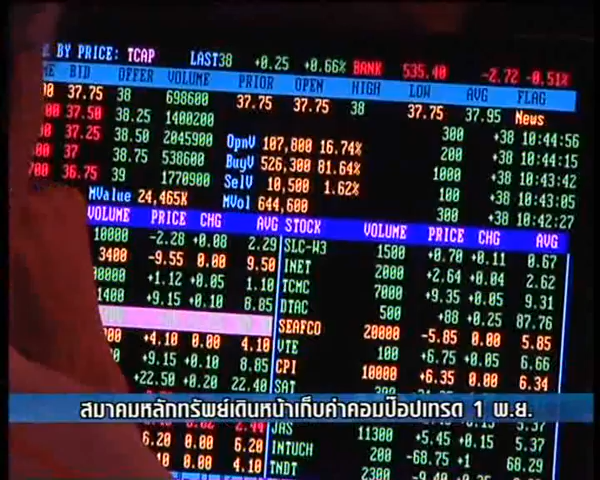 BY PRICE: TCAP LAST38 +0.25 +0.66% BANK 535.40 -2.72 -0.51%
BID OFFER VOLUME PRIOR OPEN HIGH LOW AVG FLAG
37.75 38 698600 37.75 37.75 38 37.75 37.95 News
37.50 38.25 1400200 300 +38 10:44:56
37.25 38.50 2045900 OpnV 107,800 16.74% 200 +38 10:44:15
37 38.75 538600 BuyV 526,300 81.64% 1000 +38 10:43:42
36.75 39 1770900 SelV 10,500 1.62% 100 +38 10:43:05
MValue 24,465K MVol 644,600 300 +38 10:42:27
VOLUME PRICE CHG AVG STOCK VOLUME PRICE CHG AVG
10000 -2.28 +0.08 2.29 SLC-W3 1500 +0.70 +0.11 0.67
3400 -9.55 0.00 9.50 INET 2000 +2.64 +0.04 2.62
+1.12 +0.05 1.10 TCMC 7000 +9.35 +0.05 9.31
1400 +9.15 +0.10 8.85 DTAC 500 +88 +0.25 87.76
SEAFCO 20000 -5.85 0.00 5.85
+4.10 0.00 4.10 VTE 100 +6.75 +0.05 6.66
+9.15 +0.10 8.85 CPI 10000 +6.35 0.00 6.34
+22.50 +0.20 22.40 SAT
สมาคมหลักทรัพย์เดินหน้าเก็บค่าคอมป๊อปเทรด 1 พ.ย.
JAS 11300 +5.45 +0.15 5.37
6.20 0.00 6.20 INTUCH 200 -68.75 +1 68.29
0.00 4.10 TNDT 2300